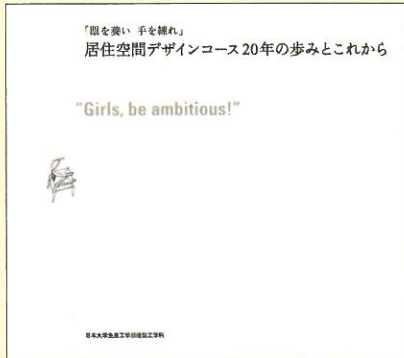 「眼を養い 手を練れ」
居住空間デザインコース20年の歩みとこれから
"Girls, be ambitious!"
日本大学生産工学部建築工学科